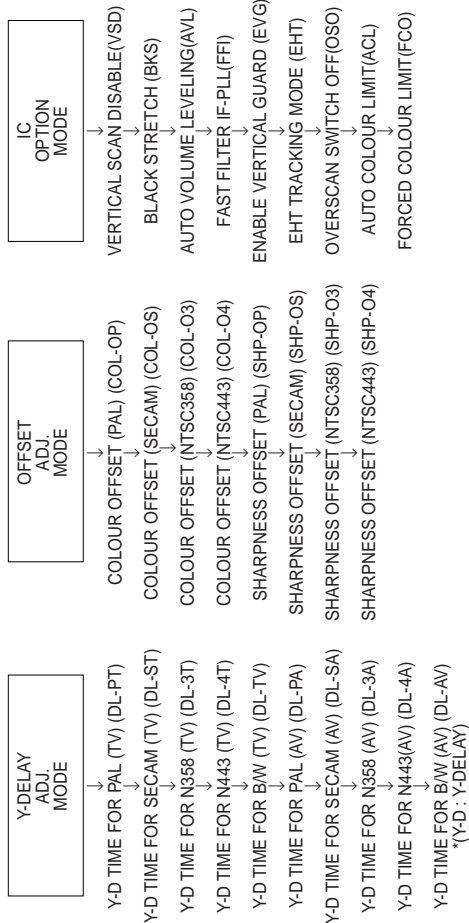 Y-DELAY
ADJ.
MODE
Y-D TIME FOR PAL (TV) (DL-PT)
Y-D TIME FOR SECAM (TV) (DL-ST)
Y-D TIME FOR N358 (TV) (DL-3T)
Y-D TIME FOR N443 (TV) (DL-4T)
Y-D TIME FOR B/W (TV) (DL-TV)
Y-D TIME FOR PAL (AV) (DL-PA)
Y-D TIME FOR SECAM (AV) (DL-SA)
Y-D TIME FOR N358 (AV) (DL-3A)
Y-D TIME FOR N443(AV) (DL-4A)
Y-D TIME FOR B/W (AV) (DL-AV)
*(Y-D : Y-DELAY)
OFFSET
ADJ.
MODE
COLOUR OFFSET (PAL) (COL-OP)
COLOUR OFFSET (SECAM) (COL-OS)
COLOUR OFFSET (NTSC358) (COL-O3)
COLOUR OFFSET (NTSC443) (COL-O4)
SHARPNESS OFFSET (PAL) (SHP-OP)
SHARPNESS OFFSET (SECAM) (SHP-OS)
SHARPNESS OFFSET (NTSC358) (SHP-O3)
SHARPNESS OFFSET (NTSC443) (SHP-O4)
IC
OPTION
MODE
VERTICAL SCAN DISABLE(VSD)
BLACK STRETCH (BKS)
AUTO VOLUME LEVELING(AVL)
FAST FILTER IF-PLL(FFI)
ENABLE VERTICAL GUARD (EVG)
EHT TRACKING MODE (EHT)
OVERSCAN SWITCH OFF(OSO)
AUTO COLOUR LIMIT(ACL)
FORCED COLOUR LIMIT(FCO)